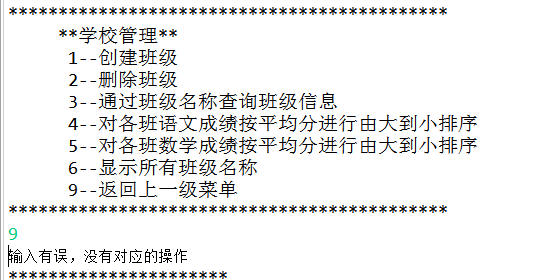 ********************************************
**学校管理**
1--创建班级
2--删除班级
3--通过班级名称查询班级信息
4--对各班语文成绩按平均分进行由大到小排序
5--对各班数学成绩按平均分进行由大到小排序
6--显示所有班级名称
9--返回上一级菜单
********************************************
9
输入有误，没有对应的操作
**********************